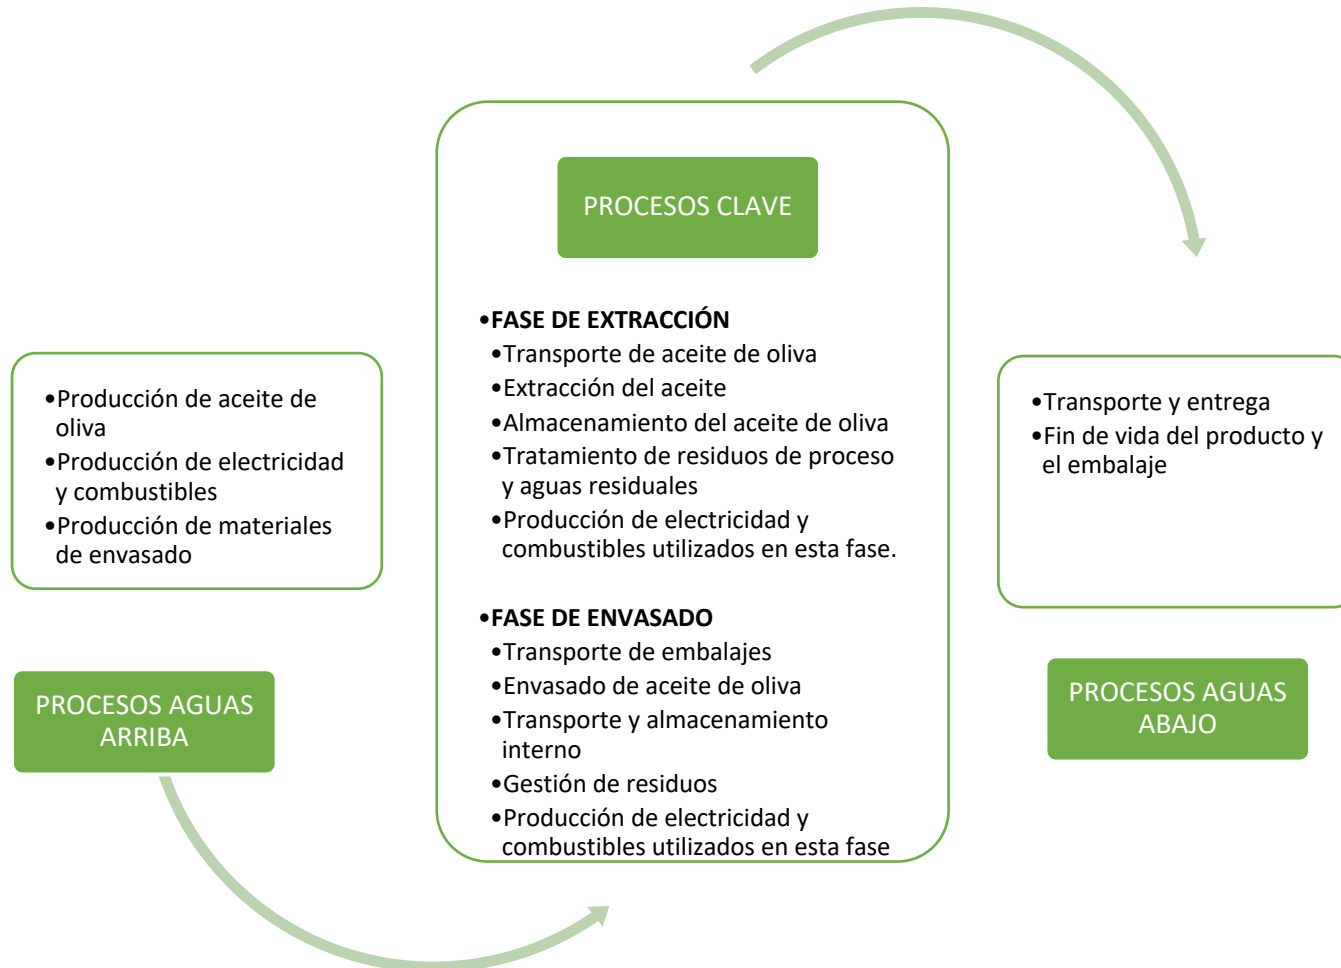 •Producción de aceite de
oliva
•Producción de electricidad
y combustibles
•Producción de materiales
de envasado
PROCESOS AGUAS
ARRIBA
PROCESOS CLAVE
•FASE DE EXTRACCIÓN
•Transporte de aceite de oliva
•Extracción del aceite
•Almacenamiento del aceite de oliva
•Tratamiento de residuos de proceso
y aguas residuales
•Producción de electricidad y
combustibles utilizados en esta fase.
•FASE DE ENVASADO
•Transporte de embalajes
•Envasado de aceite de oliva
•Transporte y almacenamiento
interno
•Gestión de residuos
•Producción de electricidad y
combustibles utilizados en esta fase
•Transporte y entrega
•Fin de vida del producto y
el embalaje
PROCESOS AGUAS
ABAJO